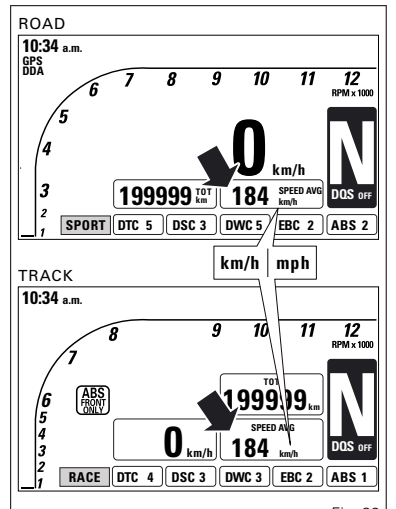 ROAD
10:34 a.m.
GPS
DDA
6 7 8 9 10 11 12
RPM x 1000
5
4
0 km/h
N
3
199999 TOT km
184 SPEED AVG km/h
DQS OFF
2
1
SPORT DTC 5 DSC 3 DWC 5 EBC 2 ABS 2
km/h mph
TRACK
10:34 a.m.
8 9 10 11 12
RPM x 1000
7
TOT
199999 km
N
6
ABS
FRONT
ONLY
5
4
3
0 km/h
SPEED AVG
184 km/h
DQS OFF
2
1
RACE DTC 4 DSC 3 DWC 3 EBC 2 ABS 1